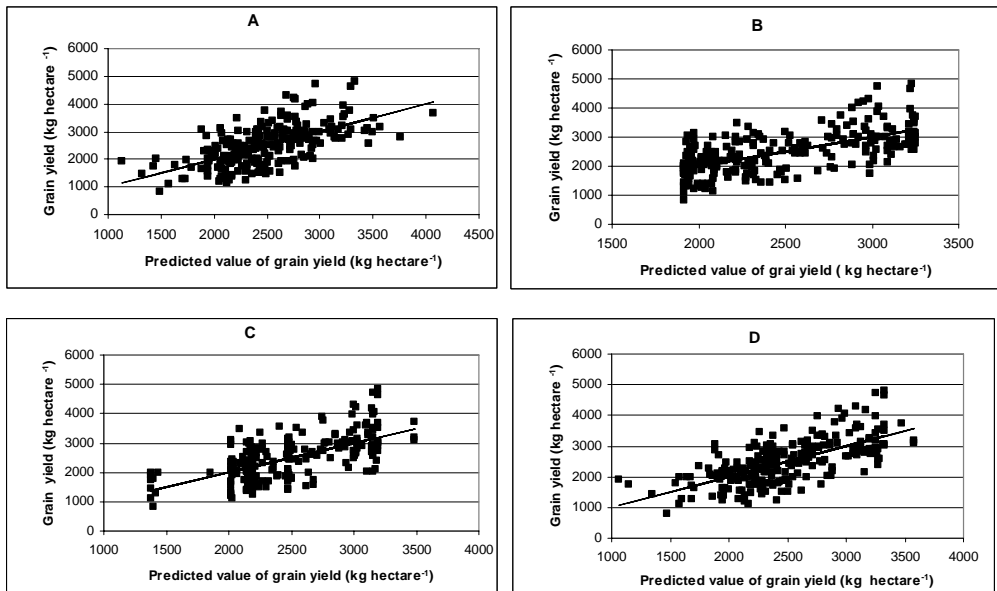 A
Grain yield (kg hectare -1)
6000
5000
4000
3000
2000
1000
0
1000 1500 2000 2500 3000 3500 4000 4500
Predicted value of grain yield (kg hectare-1)
B
Grain yield (kg hectare -1)
6000
5000
4000
3000
2000
1000
0
1500 2000 2500 3000 3500
Predicted value of grai yield ( kg hectare-1)
C
Grain yield (kg hectare -1)
6000
5000
4000
3000
2000
1000
0
1000 1500 2000 2500 3000 3500 4000
Predicted value of grain yield (kg hectare-1)
D
Grain yield (kg hectare -1)
6000
5000
4000
3000
2000
1000
0
1000 1500 2000 2500 3000 3500 4000
Predicted value of grain yield (kg hectare-1)